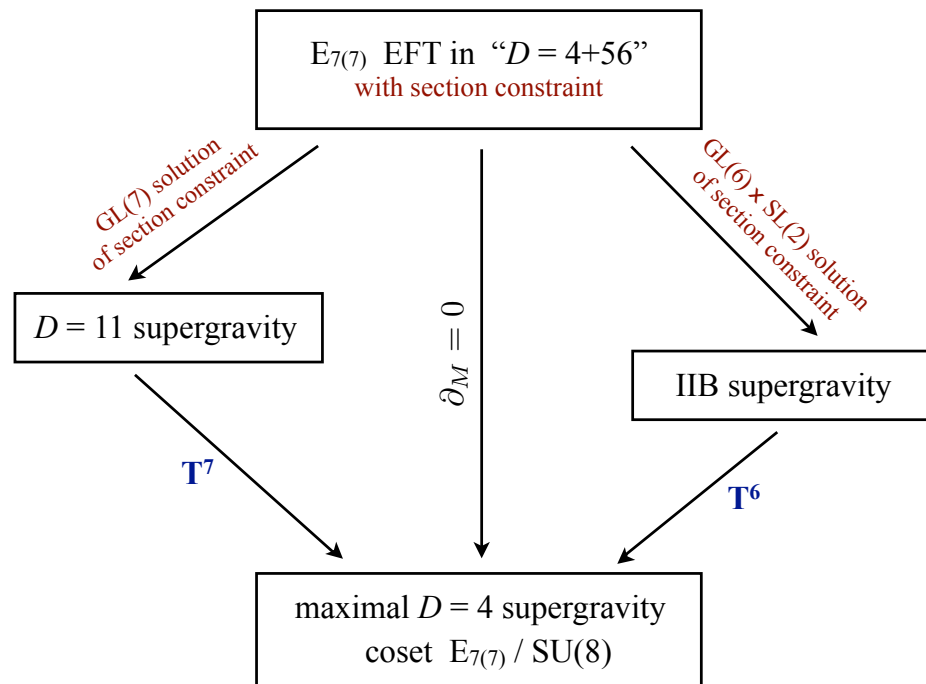 E7(7) EFT in “D = 4+56”
with section constraint
GL(7) solution
of section constraint
GL(6) x SL(2) solution
of section constraint
∂M = 0
D = 11 supergravity
IIB supergravity
T7
T6
maximal D = 4 supergravity
coset E7(7) / SU(8)